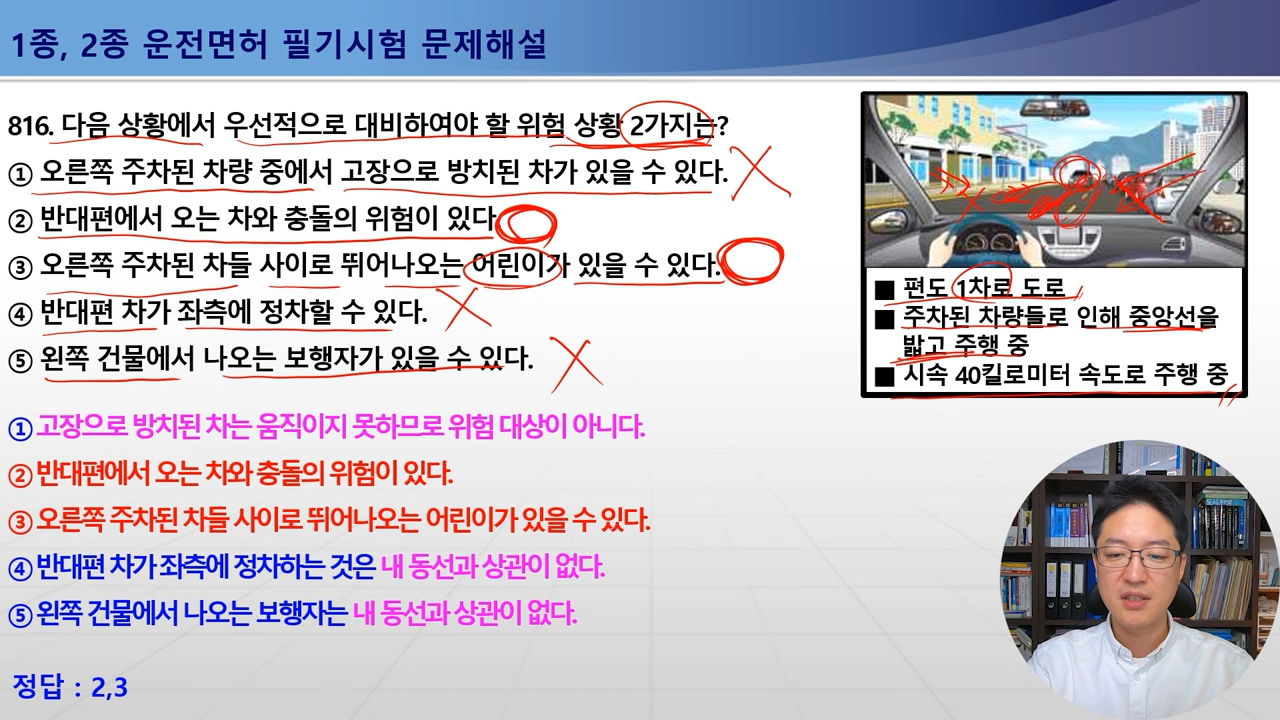 1종, 2종 운전면허 필기시험 문제해설
816. 다음 상황에서 우선적으로 대비하여야 할 위험 상황 2가지는?
① 오른쪽 주차된 차량 중에서 고장으로 방치된 차가 있을 수 있다.
② 반대편에서 오는 차와 충돌의 위험이 있다.
③ 오른쪽 주차된 차들 사이로 뛰어나오는 어린이가 있을 수 있다.
④ 반대편 차가 좌측에 정차할 수 있다.
⑤ 왼쪽 건물에서 나오는 보행자가 있을 수 있다.
■ 편도 1차로 도로
■ 주차된 차량들로 인해 중앙선을
밟고 주행 중
■ 시속 40킬로미터 속도로 주행 중
① 고장으로 방치된 차는 움직이지 못하므로 위험 대상이 아니다.
② 반대편에서 오는 차와 충돌의 위험이 있다.
③ 오른쪽 주차된 차들 사이로 뛰어나오는 어린이가 있을 수 있다.
④ 반대편 차가 좌측에 정차하는 것은 내 동선과 상관이 없다.
⑤ 왼쪽 건물에서 나오는 보행자는 내 동선과 상관이 없다.
정답 : 2,3